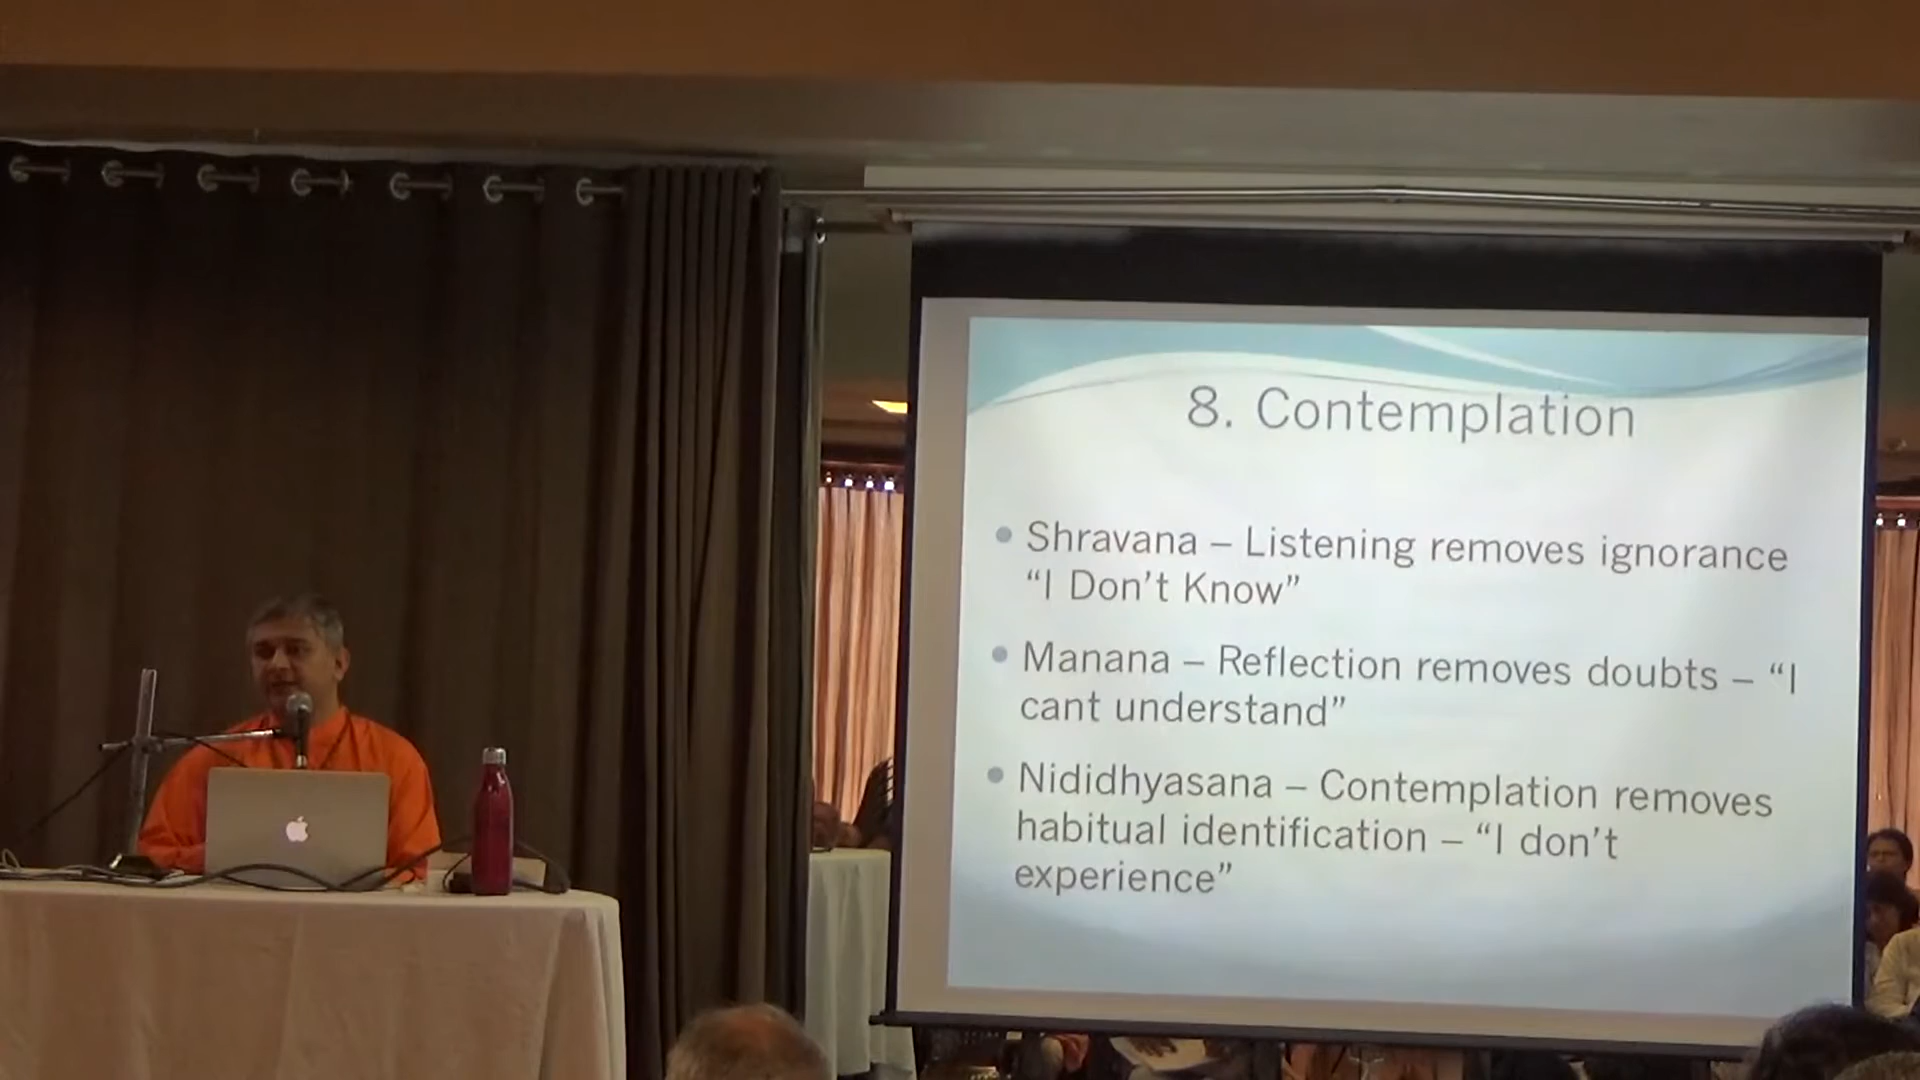 8. Contemplation
Shravana – Listening removes ignorance
“I Don’t Know”
Manana – Reflection removes doubts – “I
cant understand”
Nididhyasana – Contemplation removes
habitual identification – “I don’t
experience”